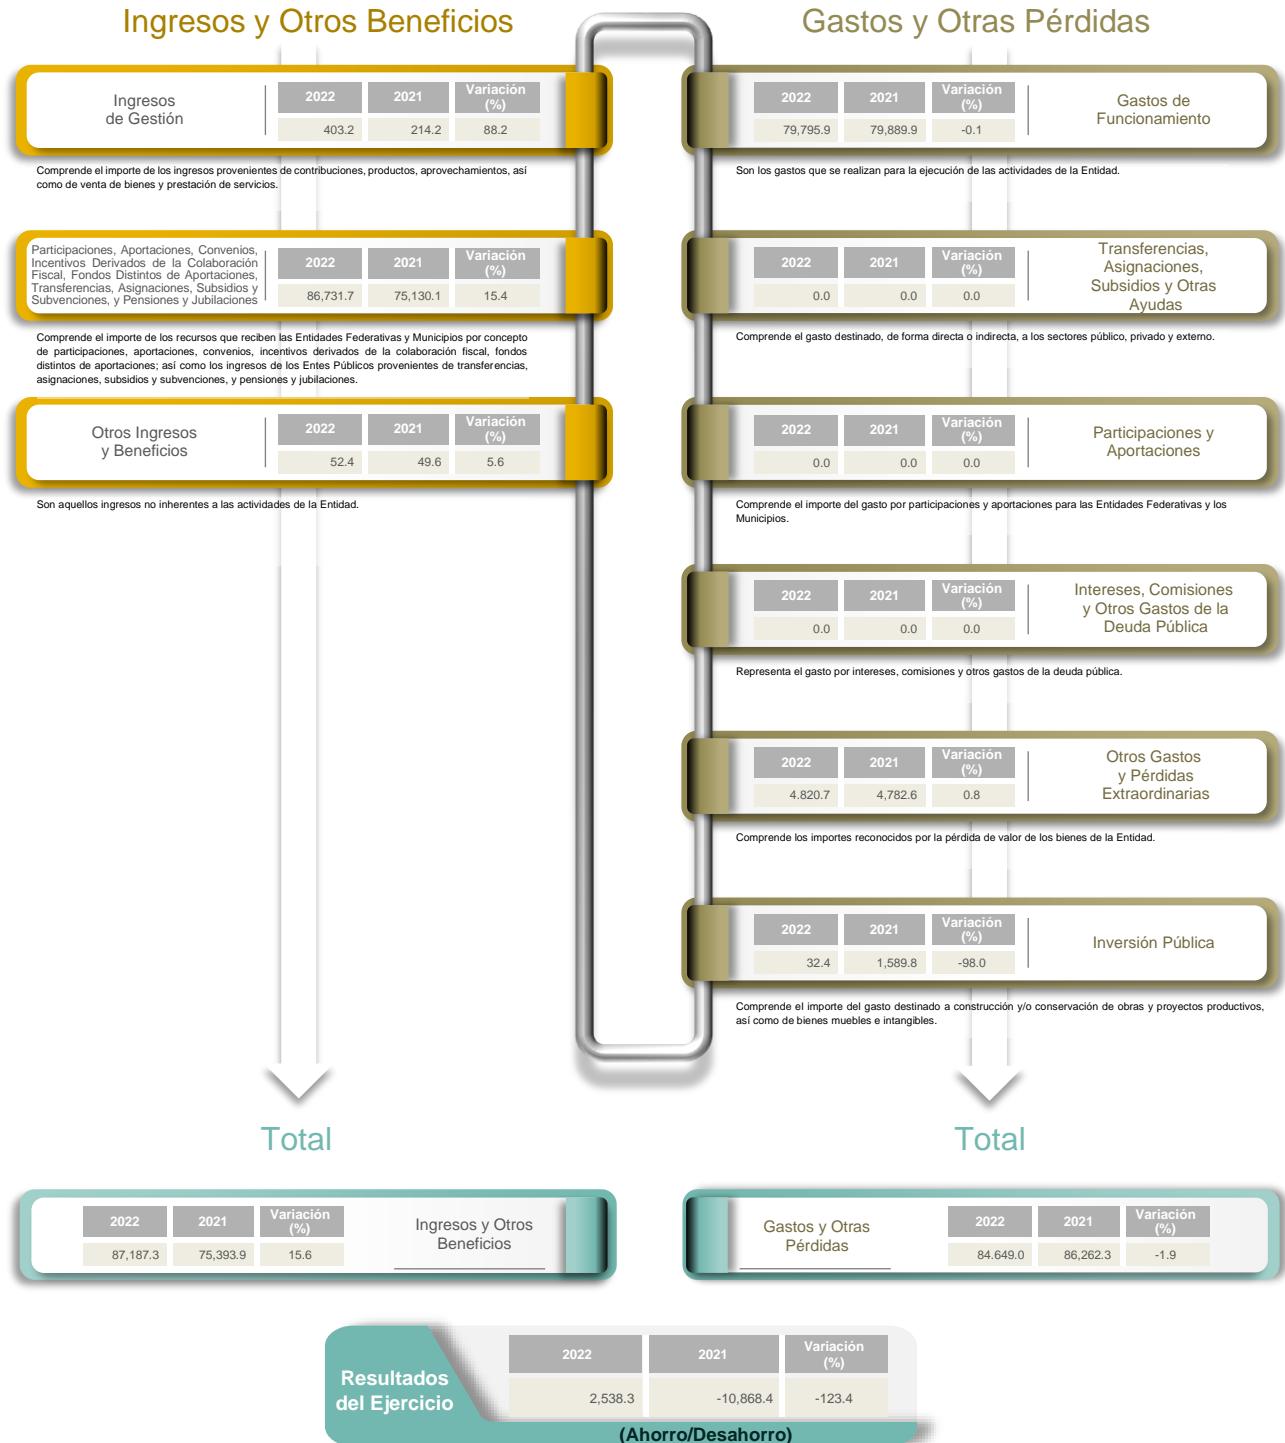 Ingresos y Otros Beneficios
Ingresos
de Gestión
2022 2021 Variación
(%)
403.2 214.2 88.2
Comprende el importe de los ingresos provenientes de contribuciones, productos, aprovechamientos, así
como de venta de bienes y prestación de servicios.
Participaciones, Aportaciones, Convenios,
Incentivos Derivados de la Colaboración
Fiscal, Fondos Distintos de Aportaciones,
Transferencias, Asignaciones, Subsidios y
Subvenciones, y Pensiones y Jubilaciones
2022 2021 Variación
(%)
86,731.7 75,130.1 15.4
Comprende el importe de los recursos que reciben las Entidades Federativas y Municipios por concepto
de participaciones, aportaciones, convenios, incentivos derivados de la colaboración fiscal, fondos
distintos de aportaciones; así como los ingresos de los Entes Públicos provenientes de transferencias,
asignaciones, subsidios y subvenciones, y pensiones y jubilaciones.
Otros Ingresos
y Beneficios
2022 2021 Variación
(%)
52.4 49.6 5.6
Son aquellos ingresos no inherentes a las actividades de la Entidad.
Gastos y Otras Pérdidas
2022 2021 Variación
(%)
79,795.9 79,889.9 -0.1
Gastos de
Funcionamiento
Son los gastos que se realizan para la ejecución de las actividades de la Entidad.
2022 2021 Variación
(%)
0.0 0.0 0.0
Transferencias,
Asignaciones,
Subsidios y Otras
Ayudas
Comprende el gasto destinado, de forma directa o indirecta, a los sectores público, privado y externo.
2022 2021 Variación
(%)
0.0 0.0 0.0
Participaciones y
Aportaciones
Comprende el importe del gasto por participaciones y aportaciones para las Entidades Federativas y los
Municipios.
2022 2021 Variación
(%)
0.0 0.0 0.0
Intereses, Comisiones
y Otros Gastos de la
Deuda Pública
Representa el gasto por intereses, comisiones y otros gastos de la deuda pública.
2022 2021 Variación
(%)
4.820.7 4,782.6 0.8
Otros Gastos
y Pérdidas
Extraordinarias
Comprende los importes reconocidos por la pérdida de valor de los bienes de la Entidad.
2022 2021 Variación
(%)
32.4 1,589.8 -98.0
Inversión Pública
Comprende el importe del gasto destinado a construcción y/o conservación de obras y proyectos productivos,
así como de bienes muebles e intangibles.
Total
2022 2021 Variación
(%)
87,187.3 75,393.9 15.6
Ingresos y Otros
Beneficios
Total
Gastos y Otras
Pérdidas
2022 2021 Variación
(%)
84.649.0 86,262.3 -1.9
Resultados
del Ejercicio
2022 2021 Variación
(%)
2,538.3 -10,868.4 -123.4
(Ahorro/Desahorro)